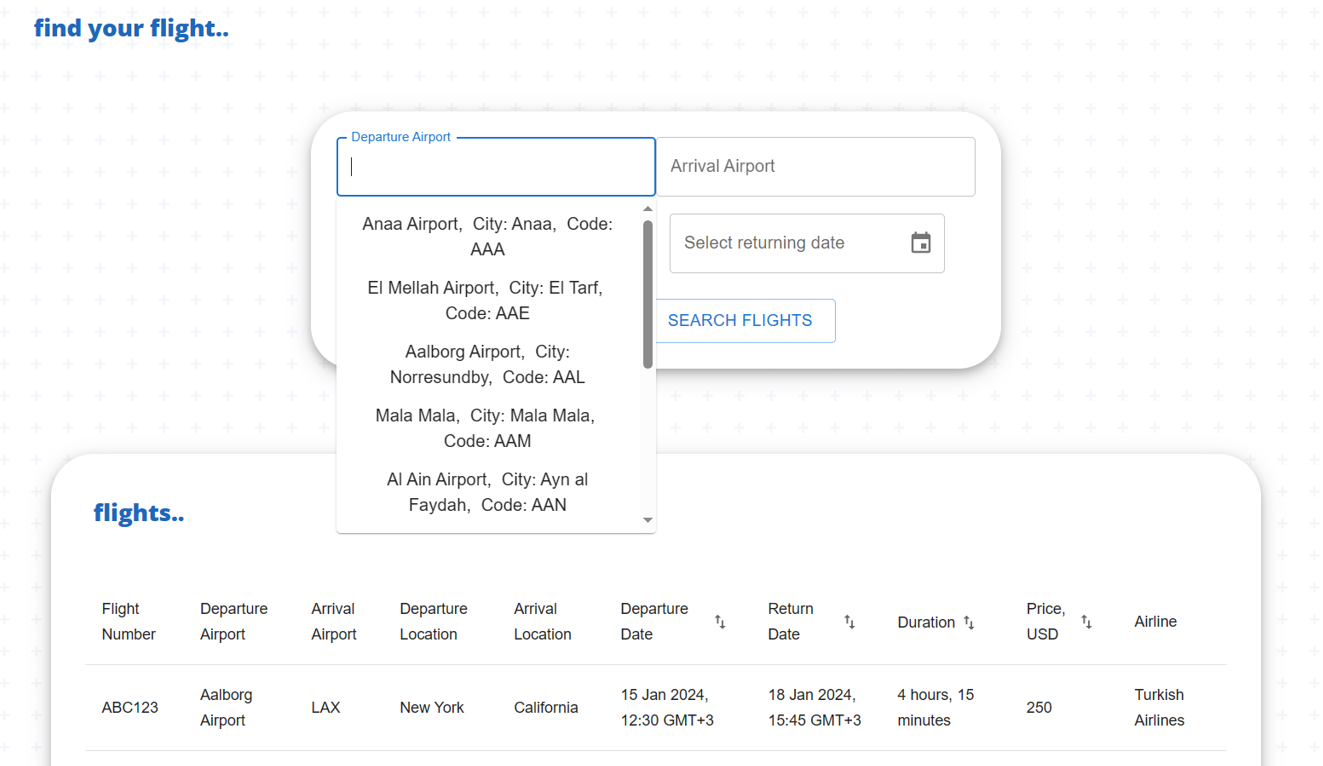 find your flight..
Departure Airport
Arrival Airport
Anaa Airport,  City: Anaa,  Code:
AAA
El Mellah Airport,  City: El Tarf,
Code: AAE
Aalborg Airport,  City:
Norresundby,  Code: AAL
Mala Mala,  City: Mala Mala,
Code: AAM
Al Ain Airport,  City: Ayn al
Faydah,  Code: AAN
Select returning date
SEARCH FLIGHTS
flights..
Flight
Number
Departure
Airport
Arrival
Airport
Departure
Location
Arrival
Location
Departure
Date
Return
Date
Duration
Price,
USD
Airline
ABC123
Aalborg
Airport
LAX
New York
California
15 Jan 2024,
12:30 GMT+3
18 Jan 2024,
15:45 GMT+3
4 hours, 15
minutes
250
Turkish
Airlines